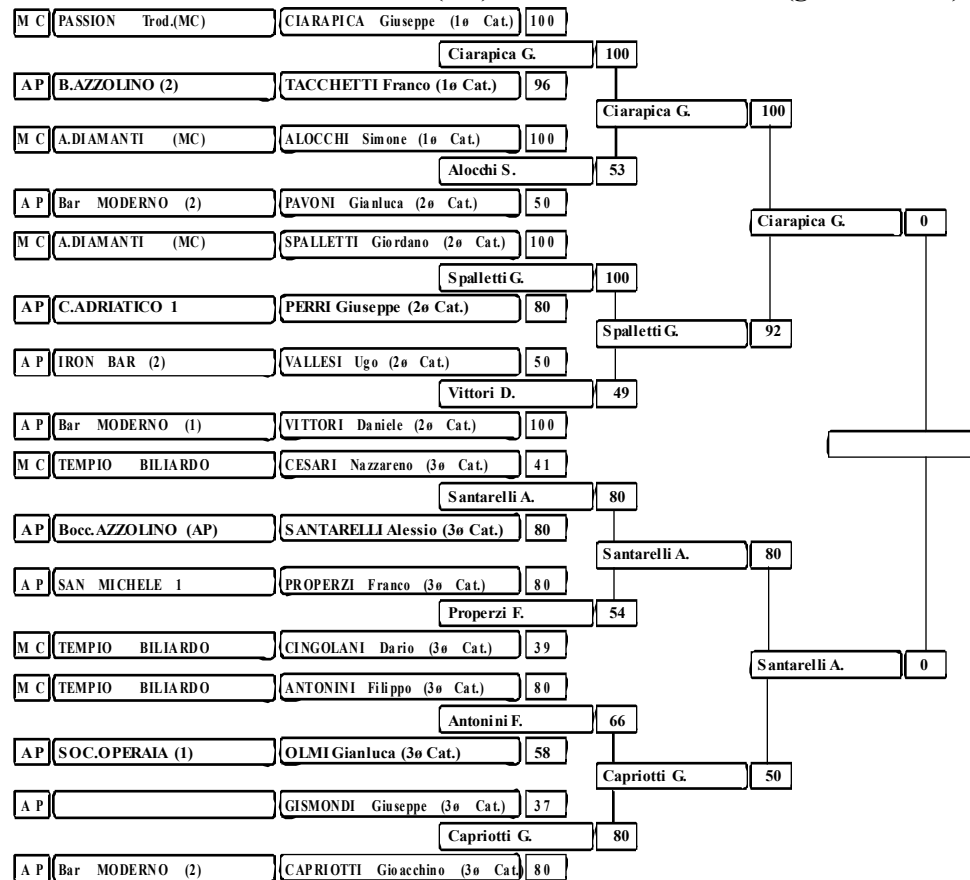 M C PASSION Trod.(MC) CIARAPICA Giuseppe (1ø Cat.) 100
Ciarapica G. 100
AP B.AZZOLINO (2) TACCHETTI Franco (1ø Cat.) 96
Ciarapica G. 100
M C A.DIAMANTI (MC) ALOCCHI Simone (1ø Cat.) 100
Alocchi S. 53
A P Bar MODERNO (2) PAVONI Gianluca (2ø Cat.) 50
Ciarapica G. 0
M C A.DIAMANTI (MC) SPALLETTI Giordano (2ø Cat.) 100
Spalletti G. 100
AP C.ADRIATICO 1 PERRI Giuseppe (2ø Cat.) 80
Spalletti G. 92
A P IRON BAR (2) VALLESI Ugo (2ø Cat.) 50
Vittori D. 49
A P Bar MODERNO (1) VITTORI Daniele (2ø Cat.) 100
M C TEMPIO BILIARDO CESARI Nazzareno (3ø Cat.) 41
Santarelli A. 80
AP Bocc.AZZOLINO (AP) SANTARELLI Alessio (3ø Cat.) 80
Santarelli A. 80
A P SAN MICHELE 1 PROPERZI Franco (3ø Cat.) 80
Properzi F. 54
M C TEMPIO BILIARDO CINGOLANI Dario (3ø Cat.) 39
Santarelli A. 0
M C TEMPIO BILIARDO ANTONINI Filippo (3ø Cat.) 80
Antonini F. 66
AP SOC.OPERAIA (1) OLMI Gianluca (3ø Cat.) 58
Capriotti G. 50
A P GISMONDI Giuseppe (3ø Cat.) 37
Capriotti G. 80
A P Bar MODERNO (2) CAPRIOTTI Gioacchino (3ø Cat.) 80